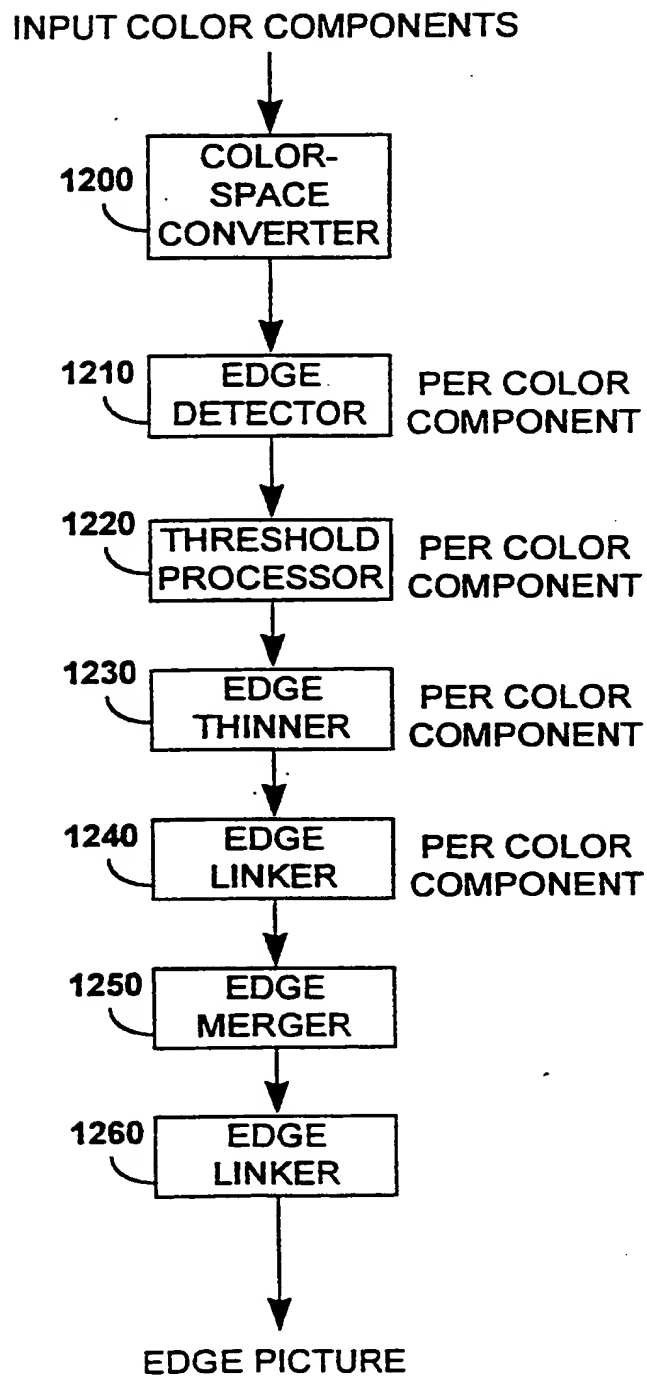 INPUT COLOR COMPONENTS
1200
COLOR-
SPACE
CONVERTER
1210
EDGE
DETECTOR
PER COLOR
COMPONENT
1220
THRESHOLD
PROCESSOR
PER COLOR
COMPONENT
1230
EDGE
THINNER
PER COLOR
COMPONENT
1240
EDGE
LINKER
PER COLOR
COMPONENT
1250
EDGE
MERGER
1260
EDGE
LINKER
EDGE PICTURE